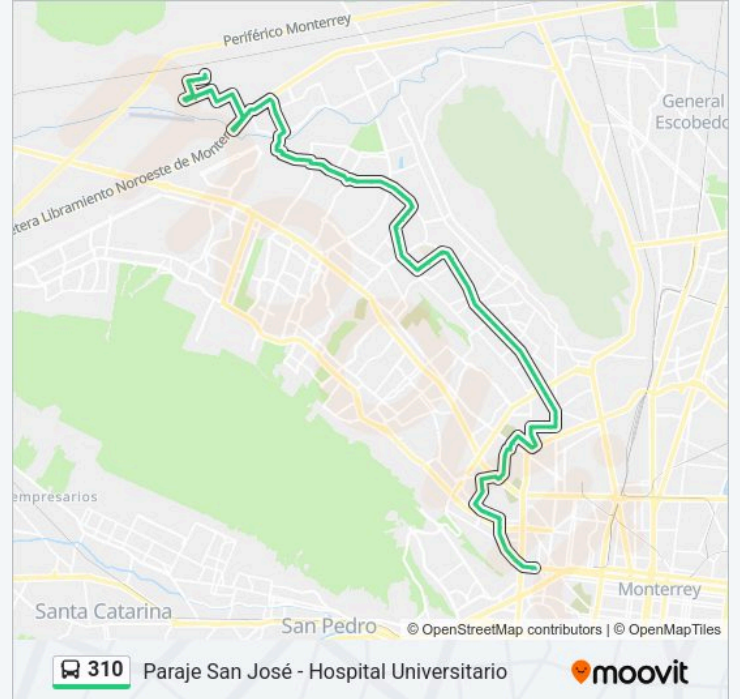 Periférico Monterrey
General
Escobedo
etera Libramiento Noroeste de Monter
empresarios
Santa Catarina
San Pedro
Monterrey
© OpenStreetMap contributors | © OpenMapTiles
310 Paraje San José - Hospital Universitario
moovit